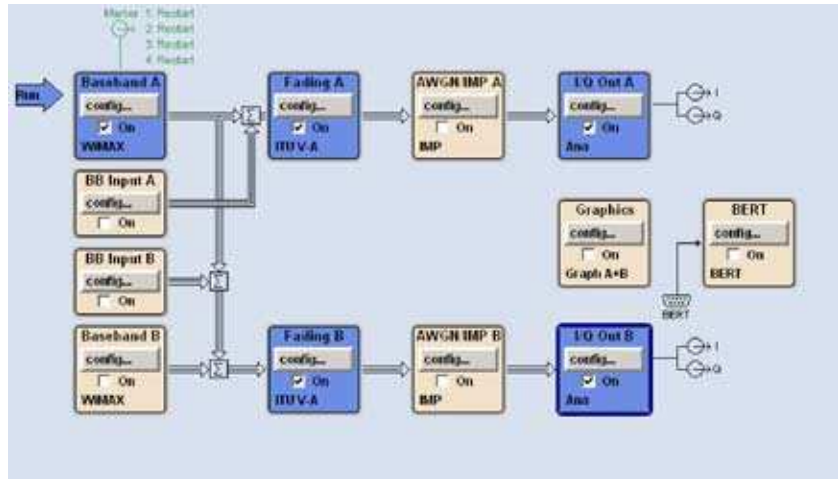 Marker 1. Restart
2. Restart
3. Restart
4. Restart
Run
Baseband A
config...
On
WiMAX
Fading A
config...
On
ITU V-A
AWGN/IMP A
config...
On
IMP
I/Q Out A
config...
On
Ana
I
Q
BB Input A
config...
On
Graphics
config...
On
Graph A+B
BERT
config...
On
BERT
BB Input B
config...
On
BERT
Baseband B
config...
On
WiMAX
Fading B
config...
On
ITU V-A
AWGN/IMP B
config...
On
IMP
I/Q Out B
config...
On
Ana
I
Q